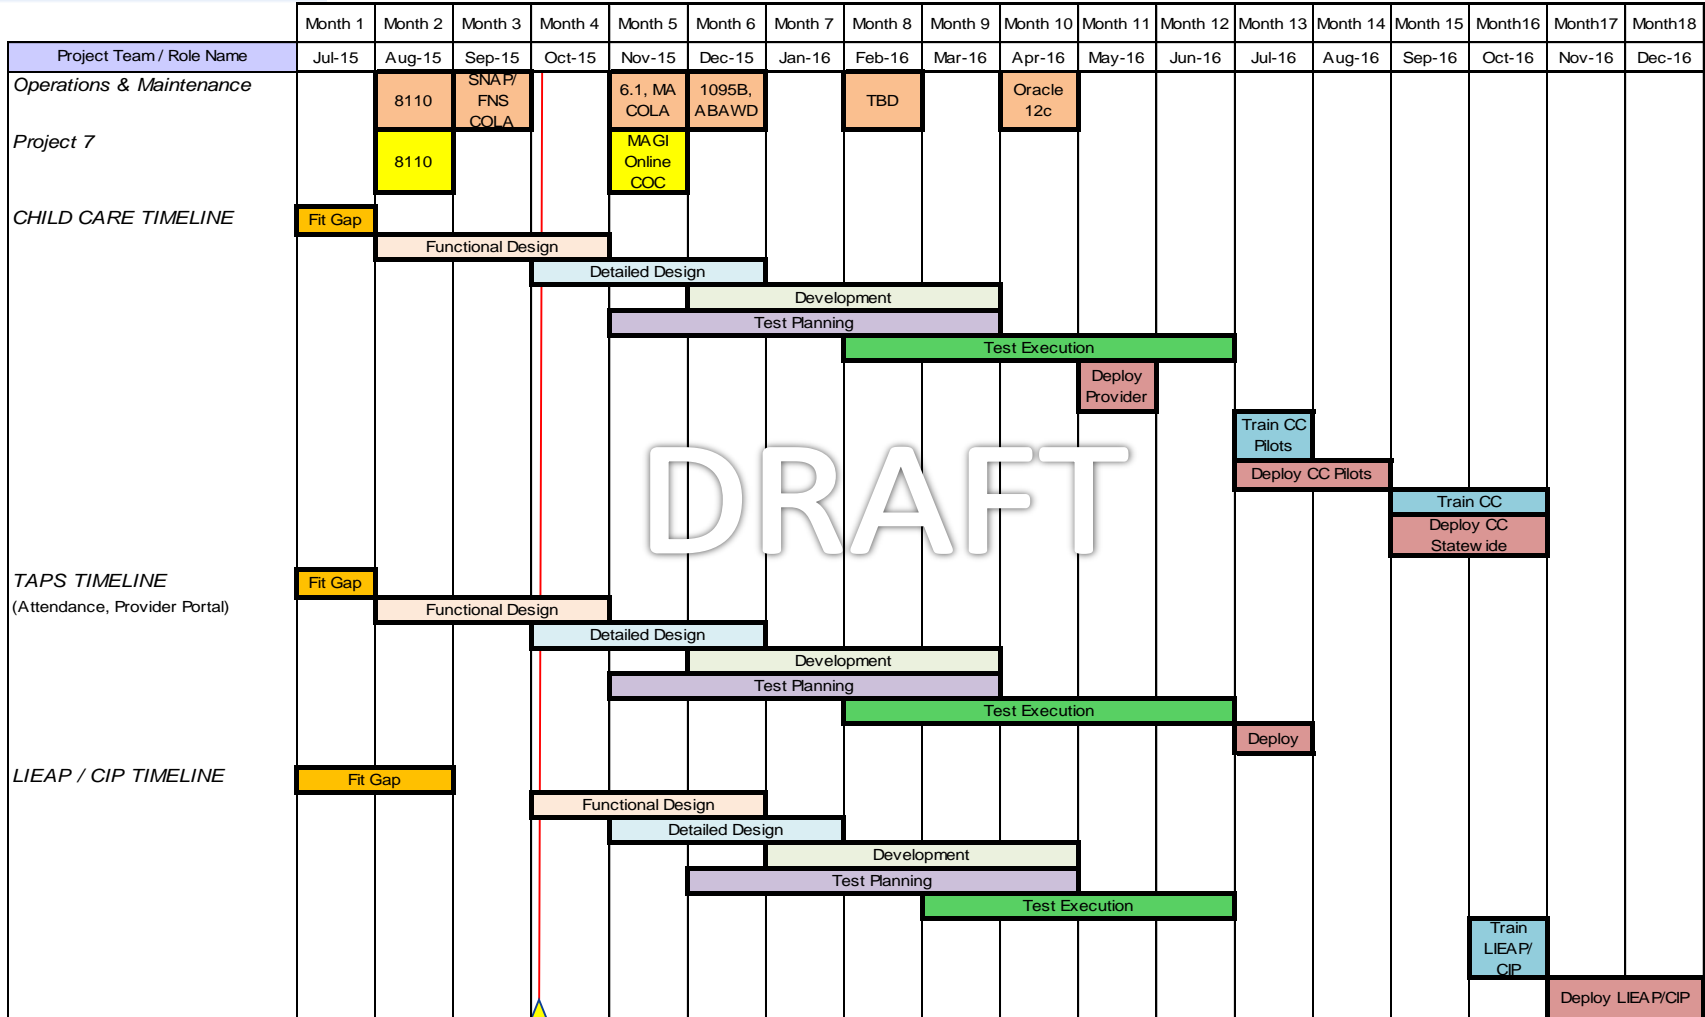 Month 1 Month 2 Month 3 Month 4 Month 5 Month 6 Month 7 Month 8 Month 9 Month 10 Month 11 Month 12 Month 13 Month 14 Month 15 Month16 Month17 Month18
Project Team / Role Name Jul-15 Aug-15 Sep-15 Oct-15 Nov-15 Dec-15 Jan-16 Feb-16 Mar-16 Apr-16 May-16 Jun-16 Jul-16 Aug-16 Sep-16 Oct-16 Nov-16 Dec-16
Operations & Maintenance
8110
SNAP/
FNS
COLA
6.1, MA
COLA
1095B,
ABAWD
TBD
Oracle
12c
Project 7
8110
MAGI
Online
COC
CHILD CARE TIMELINE
Fit Gap
Functional Design
Detailed Design
Development
Test Planning
Test Execution
Deploy
Provider
Train CC
Pilots
Deploy CC Pilots
Train CC
Deploy CC
Statewide
DRAFT
TAPS TIMELINE
(Attendance, Provider Portal)
Fit Gap
Functional Design
Detailed Design
Development
Test Planning
Test Execution
Deploy
LIEAP / CIP TIMELINE
Fit Gap
Functional Design
Detailed Design
Development
Test Planning
Test Execution
Train
LIEAP/
CIP
Deploy LIEAP/CIP